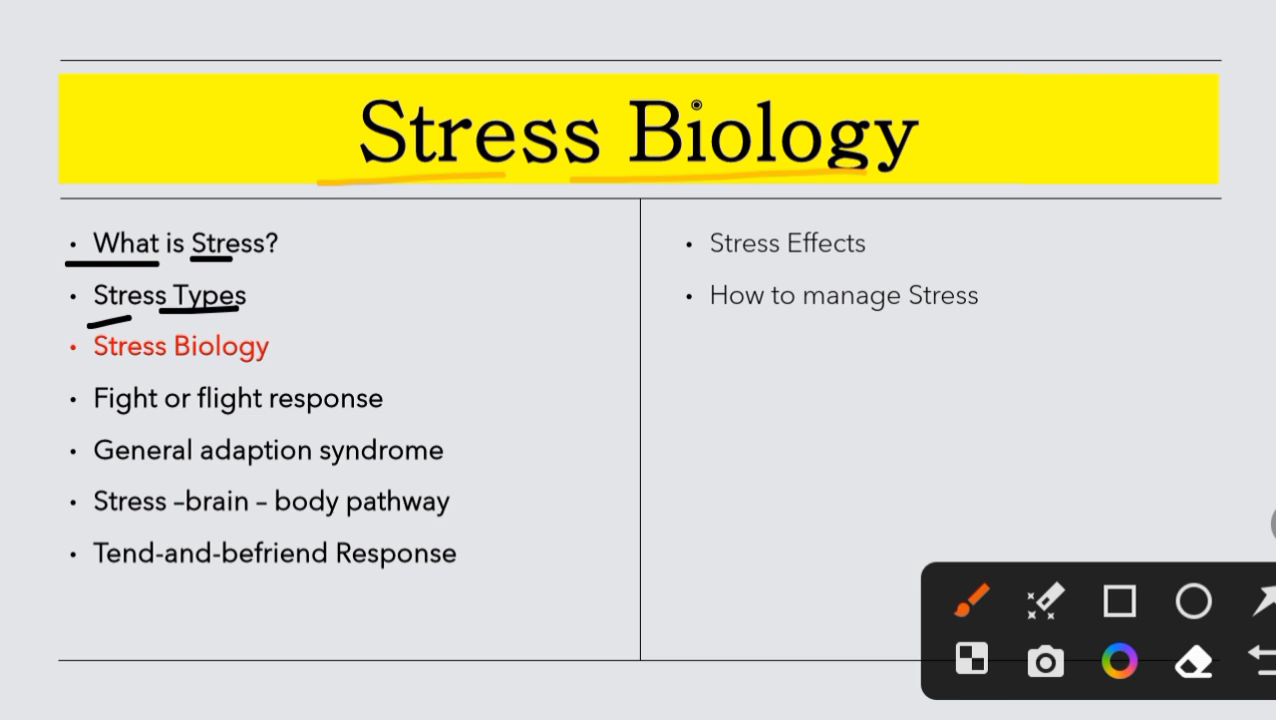 Stress Biology
• What is Stress?
• Stress Types
• Stress Biology
• Fight or flight response
• General adaption syndrome
• Stress –brain – body pathway
• Tend-and-befriend Response
• Stress Effects
• How to manage Stress